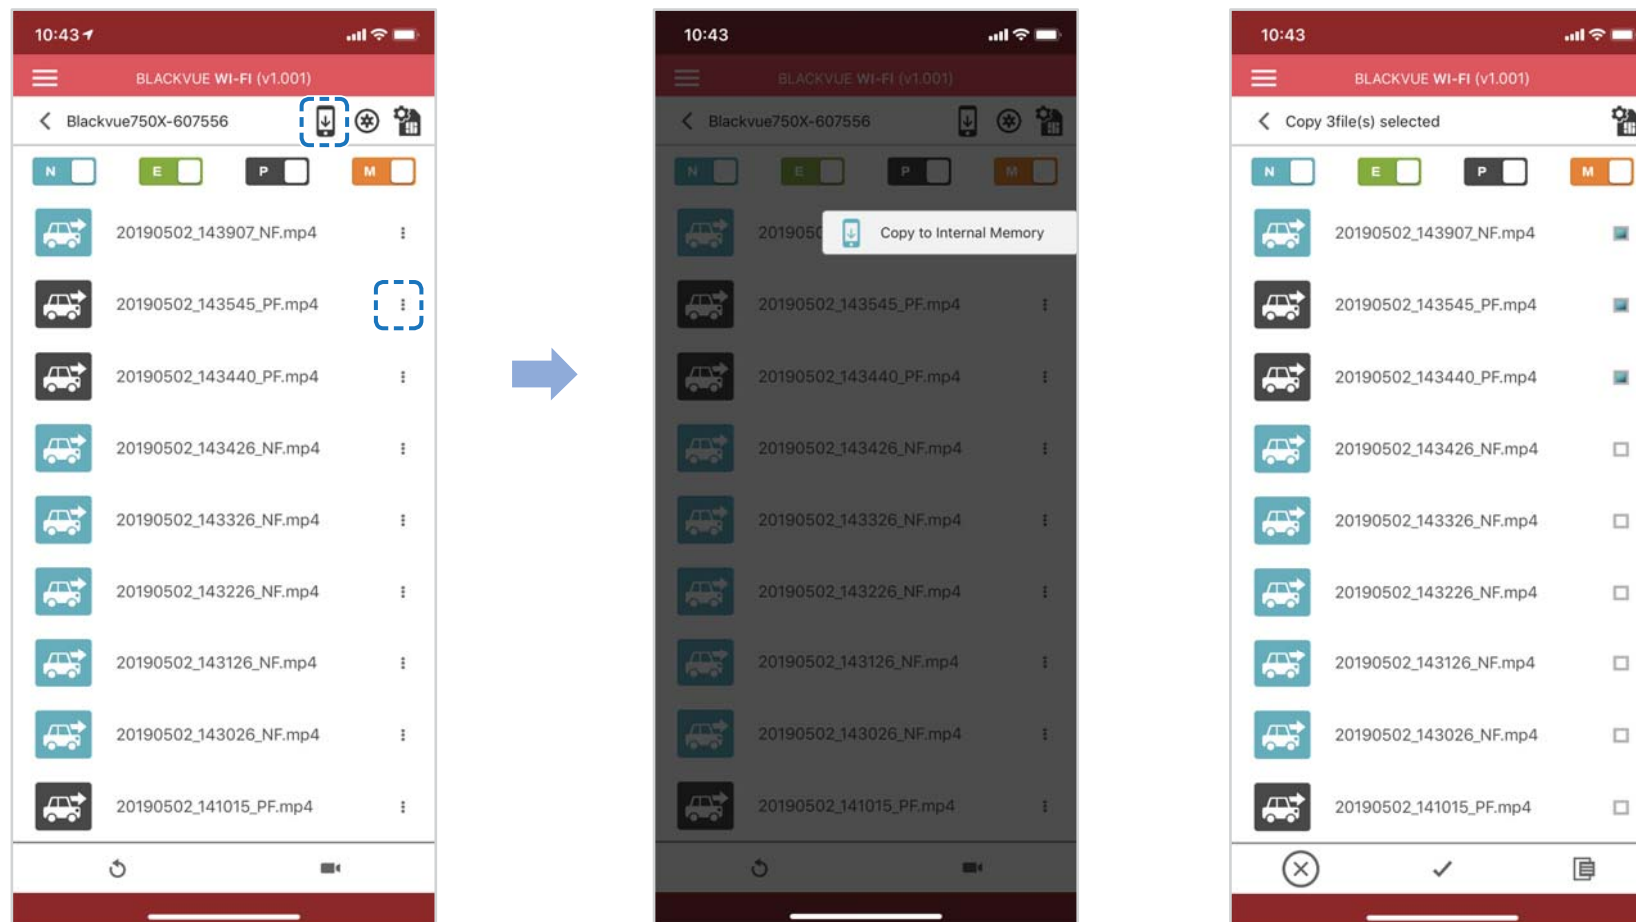 10:43
BLACKVUE WI-FI (v1.001)
Blackvue750X-607556
N E P M
20190502_143907_NF.mp4
20190502_143545_PF.mp4
20190502_143440_PF.mp4
20190502_143426_NF.mp4
20190502_143326_NF.mp4
20190502_143226_NF.mp4
20190502_143126_NF.mp4
20190502_143026_NF.mp4
20190502_141015_PF.mp4
10:43
BLACKVUE WI-FI (v1.001)
Blackvue750X-607556
N E P M
2019050 Copy to Internal Memory
20190502_143545_PF.mp4
20190502_143440_PF.mp4
20190502_143426_NF.mp4
20190502_143326_NF.mp4
20190502_143226_NF.mp4
20190502_143126_NF.mp4
20190502_143026_NF.mp4
20190502_141015_PF.mp4
10:43
BLACKVUE WI-FI (v1.001)
Copy 3file(s) selected
N E P M
20190502_143907_NF.mp4
20190502_143545_PF.mp4
20190502_143440_PF.mp4
20190502_143426_NF.mp4
20190502_143326_NF.mp4
20190502_143226_NF.mp4
20190502_143126_NF.mp4
20190502_143026_NF.mp4
20190502_141015_PF.mp4